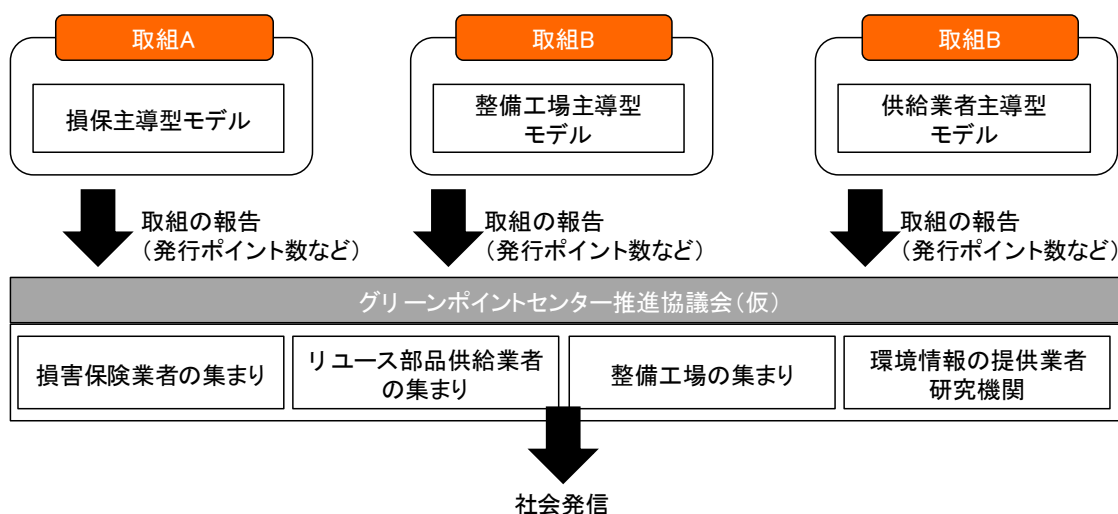 取組A
取組B
取組B
損保主導型モデル
整備工場主導型
モデル
供給業者主導型
モデル
取組の報告
（発行ポイント数など）
取組の報告
（発行ポイント数など）
取組の報告
（発行ポイント数など）
グリーンポイントセンター推進協議会（仮）
損害保険業者の集まり
リユース部品供給業者
の集まり
整備工場の集まり
環境情報の提供業者
研究機関
社会発信